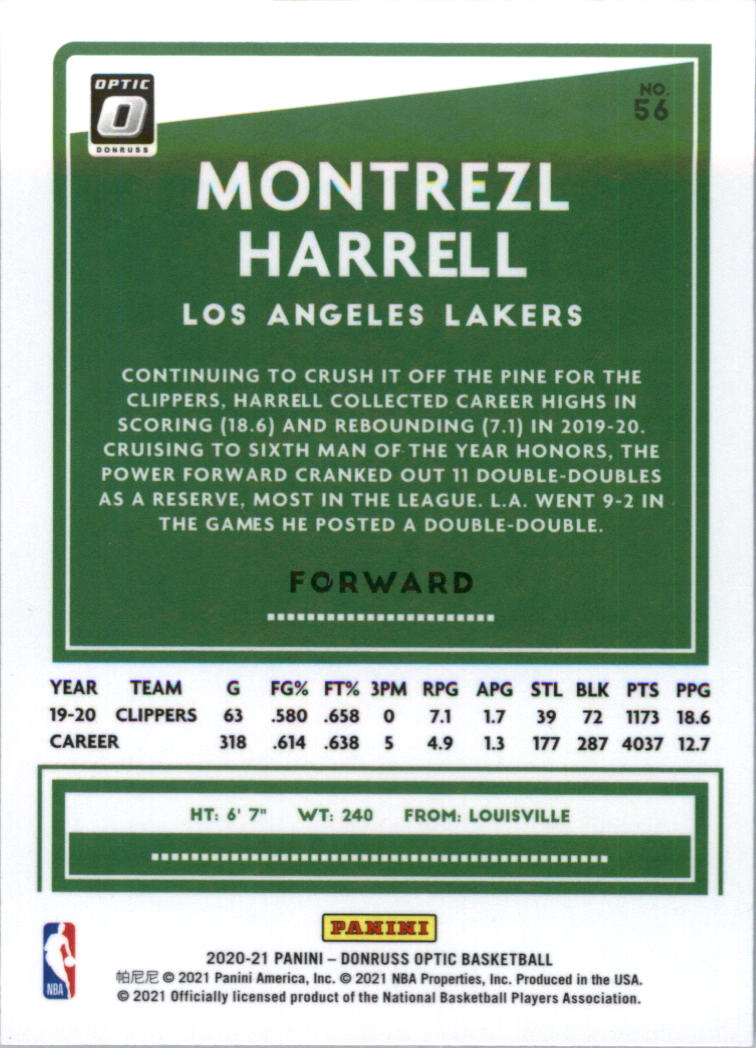 OPTIC
O
DONRUSS
NO.
56
MONTREZL
HARRELL
LOS ANGELES LAKERS
CONTINUING TO CRUSH IT OFF THE PINE FOR THE
CLIPPERS, HARRELL COLLECTED CAREER HIGHS IN
SCORING (18.6) AND REBOUNDING (7.1) IN 2019-20.
CRUISING TO SIXTH MAN OF THE YEAR HONORS, THE
POWER FORWARD CRANKED OUT 11 DOUBLE-DOUBLES
AS A RESERVE, MOST IN THE LEAGUE. L.A. WENT 9-2 IN
THE GAMES HE POSTED A DOUBLE-DOUBLE.
FORWARD
YEAR TEAM G FG% FT% 3PM RPG APG STL BLK PTS PPG
19-20 CLIPPERS 63 .580 .658 0 7.1 1.7 39 72 1173 18.6
CAREER 318 .614 .638 5 4.9 1.3 177 287 4037 12.7
HT: 6' 7" WT: 240 FROM: LOUISVILLE
PANINI
NBA
2020-21 PANINI – DONRUSS OPTIC BASKETBALL
帕尼尼 © 2021 Panini America, Inc. © 2021 NBA Properties, Inc. Produced in the USA.
© 2021 Officially licensed product of the National Basketball Players Association.